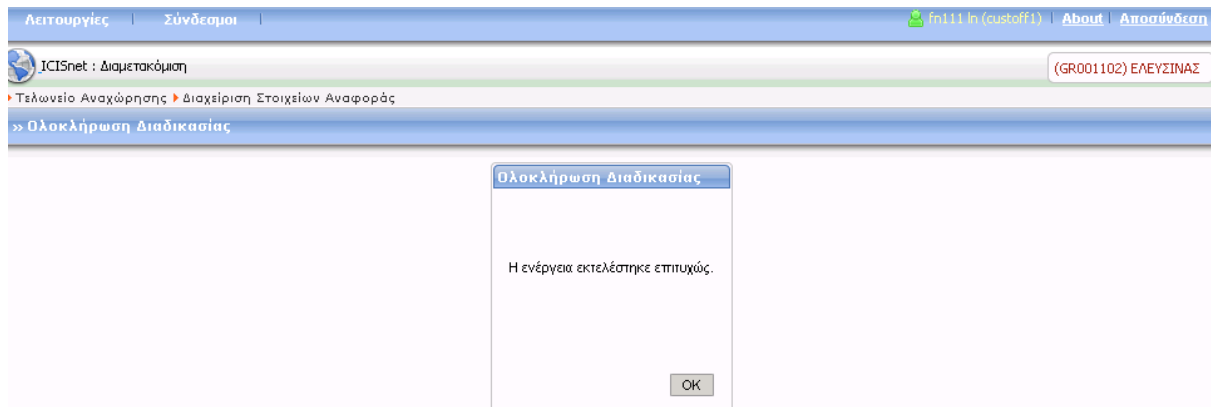 Λειτουργίες | Σύνδεσμοι | fn111 ln (custoff1) | About | Αποσύνδεση
ICISnet : Διαμετακόμιση (GR001102) ΕΛΕΥΣΙΝΑΣ
Τελωνείο Αναχώρησης Διαχείριση Στοιχείων Αναφοράς
» Ολοκλήρωση Διαδικασίας
Ολοκλήρωση Διαδικασίας
Η ενέργεια εκτελέστηκε επιτυχώς.
OK